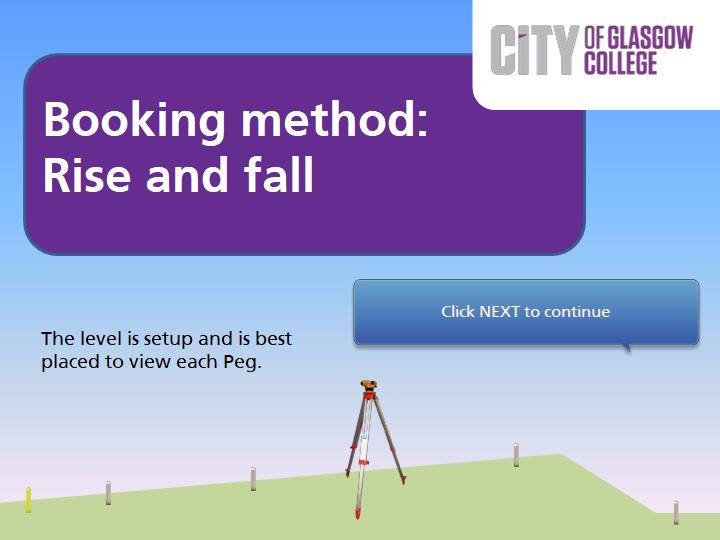 CITY OF GLASGOW
COLLEGE
Booking method:
Rise and fall
Click NEXT to continue
The level is setup and is best
placed to view each Peg.